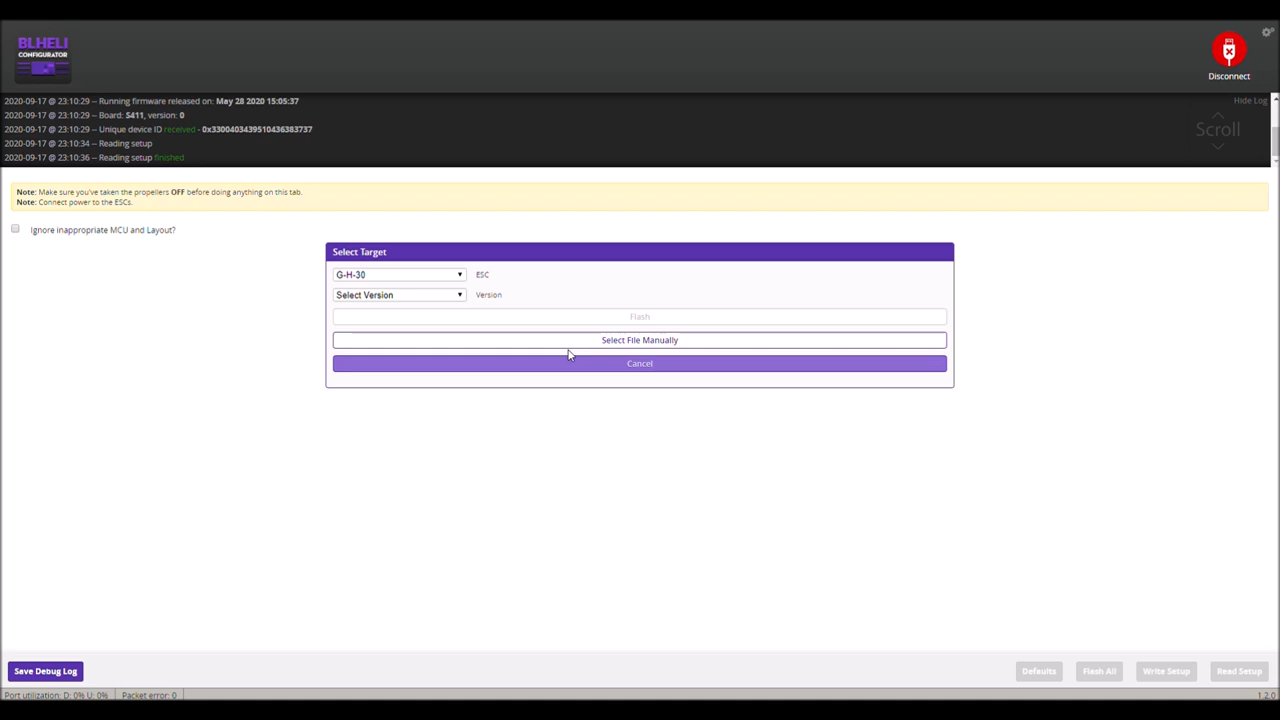 BLHELI
CONFIGURATOR
Disconnect
2020-09-17 @ 23:10:29 -- Running firmware released on: May 28 2020 15:05:37
Hide Log
2020-09-17 @ 23:10:29 -- Board: S411, version: 0
2020-09-17 @ 23:10:29 -- Unique device ID received - 0x3300403439510436383737
Scroll
2020-09-17 @ 23:10:34 -- Reading setup
2020-09-17 @ 23:10:36 -- Reading setup finished
Note: Make sure you've taken the propellers OFF before doing anything on this tab.
Note: Connect power to the ESCs.
Ignore inappropriate MCU and Layout?
Select Target
G-H-30 ESC
Select Version Version
Flash
Select File Manually
Cancel
Save Debug Log Defaults Flash All Write Setup Read Setup
Port utilization: D: 0% U: 0% Packet error: 0 1.2.0